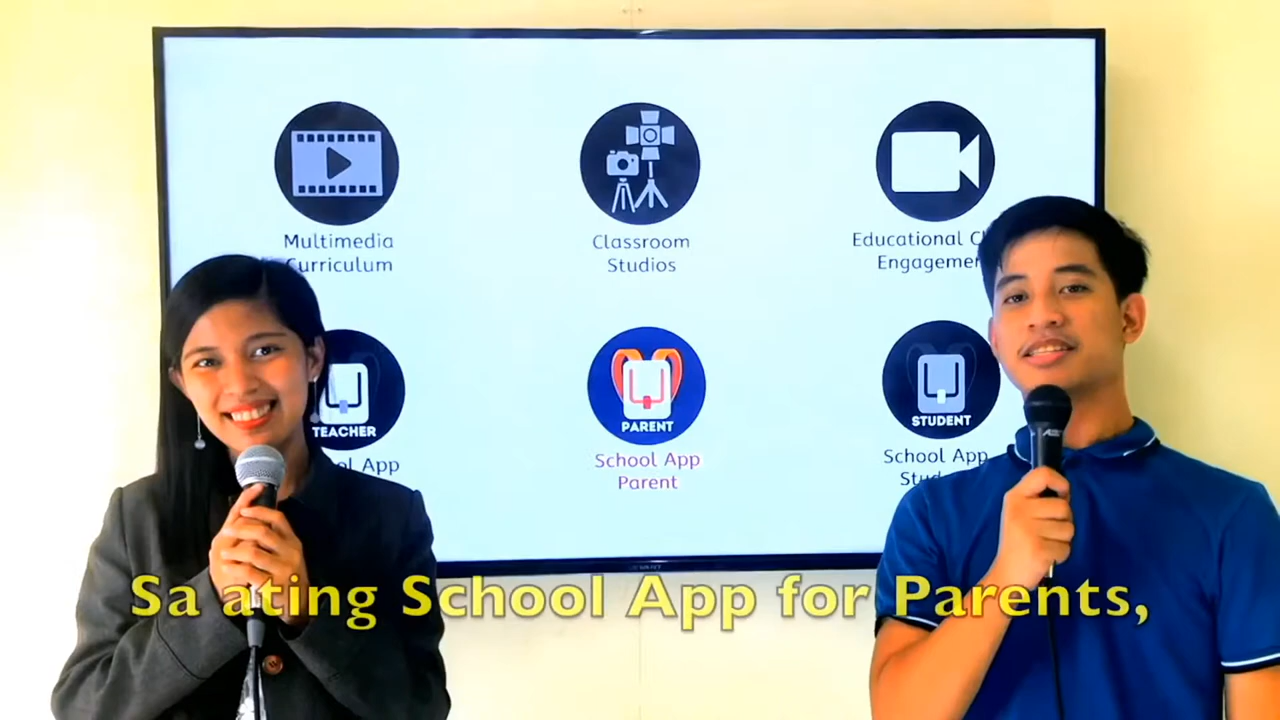 Multimedia
Curriculum
Classroom
Studios
Educational
TEACHER
App
PARENT
School App
Parent
STUDENT
School App
Sa ating School App for Parents,